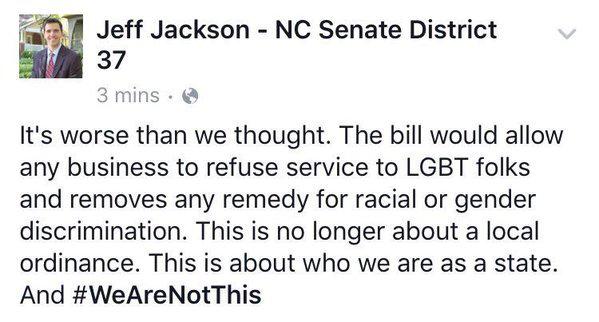 Jeff Jackson - NC Senate District
37
3 mins ·
It's worse than we thought. The bill would allow
any business to refuse service to LGBT folks
and removes any remedy for racial or gender
discrimination. This is no longer about a local
ordinance. This is about who we are as a state.
And #WeAreNotThis